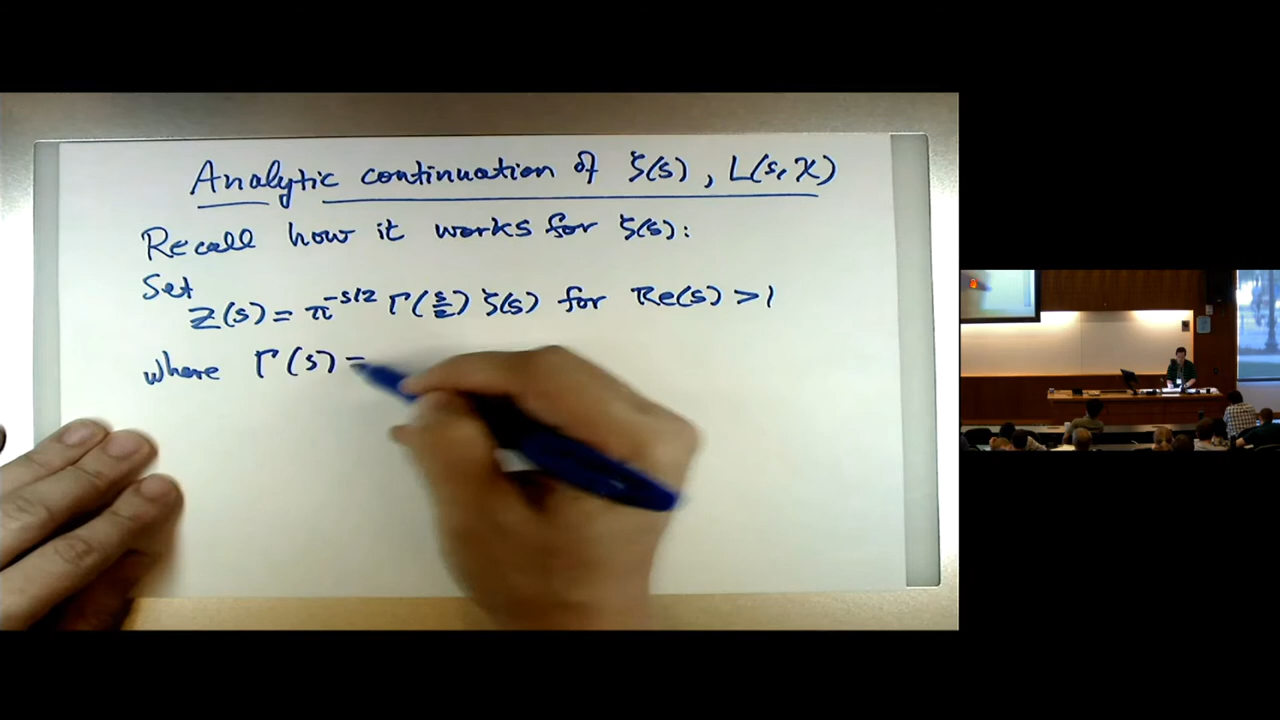 Analytic continuation of ζ(s), L(s, χ)
Recall how it works for ζ(s):
Set
Z(s) = π^{-s/2} Γ(s/2) ζ(s) for Re(s) > 1
where Γ(s) =